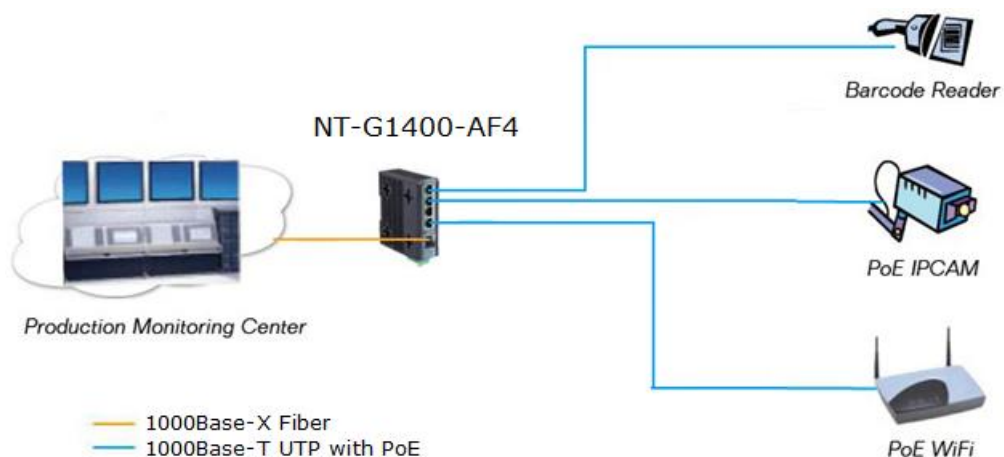 Barcode Reader
NT-G1400-AF4
PoE IPCAM
Production Monitoring Center
1000Base-X Fiber
1000Base-T UTP with PoE
PoE WiFi